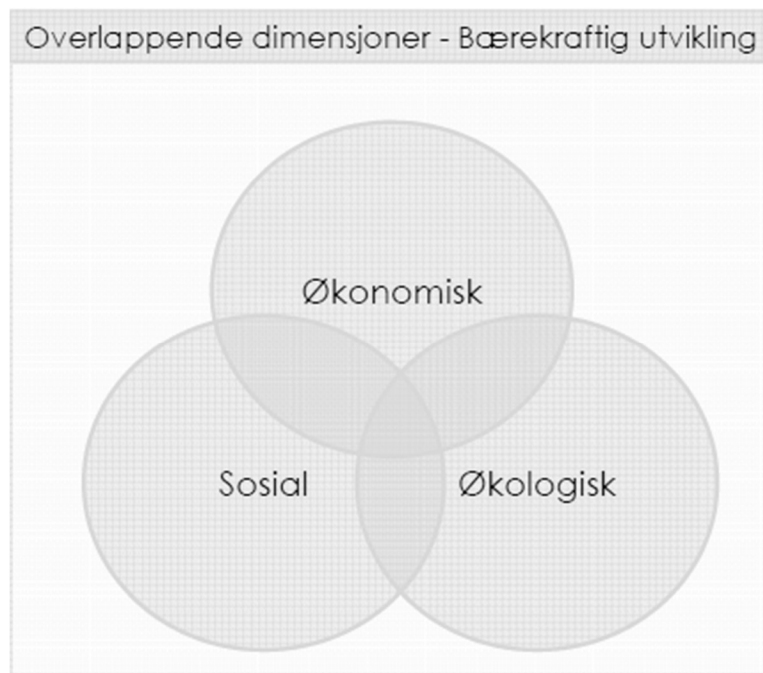 Overlappende dimensjoner - Bærekraftig utvikling
Økonomisk
Sosial
Økologisk